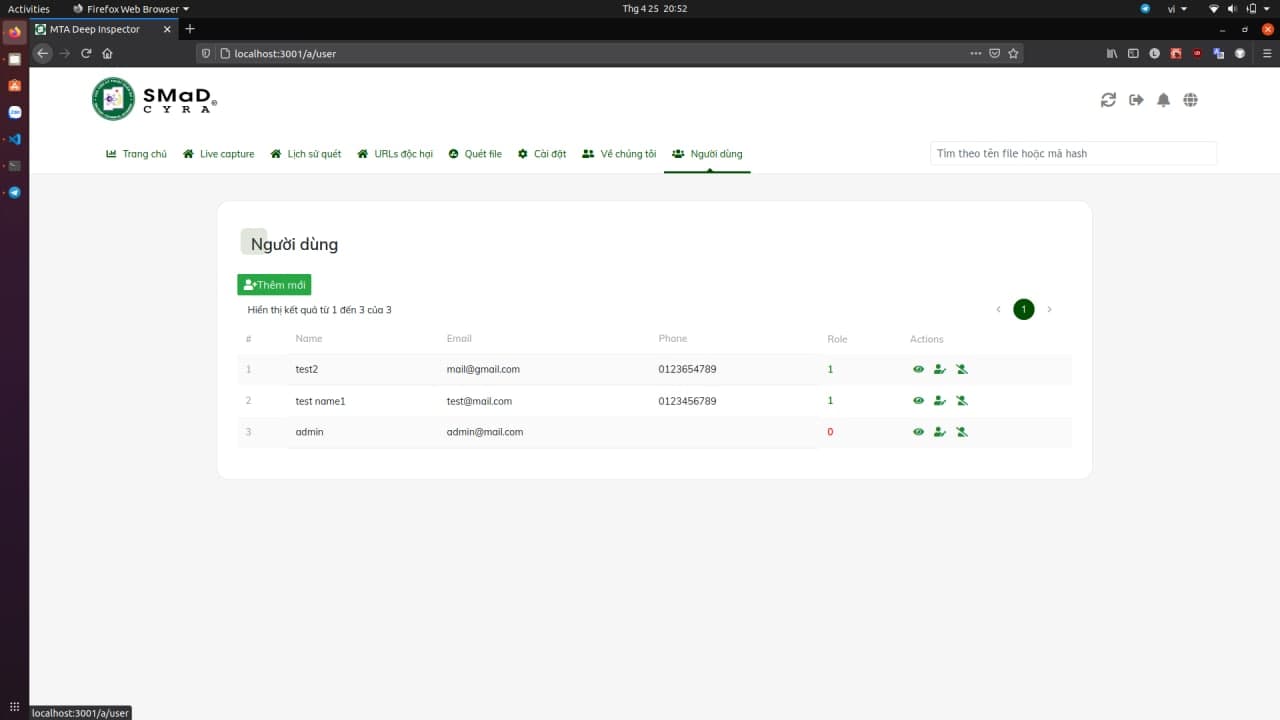 Activities Firefox Web Browser Thg 4 25 20:52 vi
MTA Deep Inspector
localhost:3001/a/user
SMaD®
CYRA
Trang chủ Live capture Lịch sử quét URLs độc hại Quét file Cài đặt Về chúng tôi Người dùng Tìm theo tên file hoặc mã hash
Người dùng
Thêm mới
Hiển thị kết quả từ 1 đến 3 của 3 1
# Name Email Phone Role Actions
1 test2 mail@gmail.com 0123654789 1
2 test name1 test@mail.com 0123456789 1
3 admin admin@mail.com 0
localhost:3001/a/user